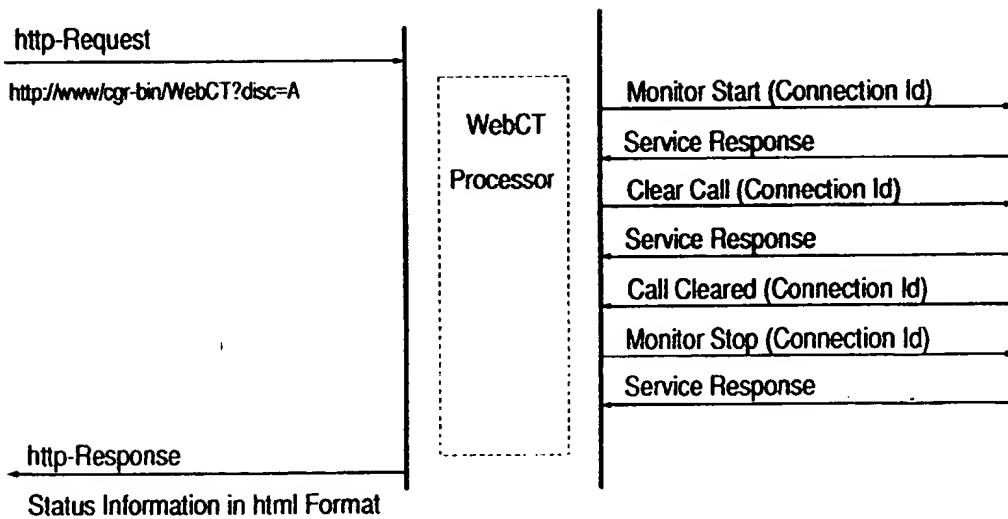 http-Request
http://www/cgr-bin/WebCT?disc=A
WebCT
Processor
Monitor Start (Connection Id)
Service Response
Clear Call (Connection Id)
Service Response
Call Cleared (Connection Id)
Monitor Stop (Connection Id)
Service Response
http-Response
Status Information in html Format